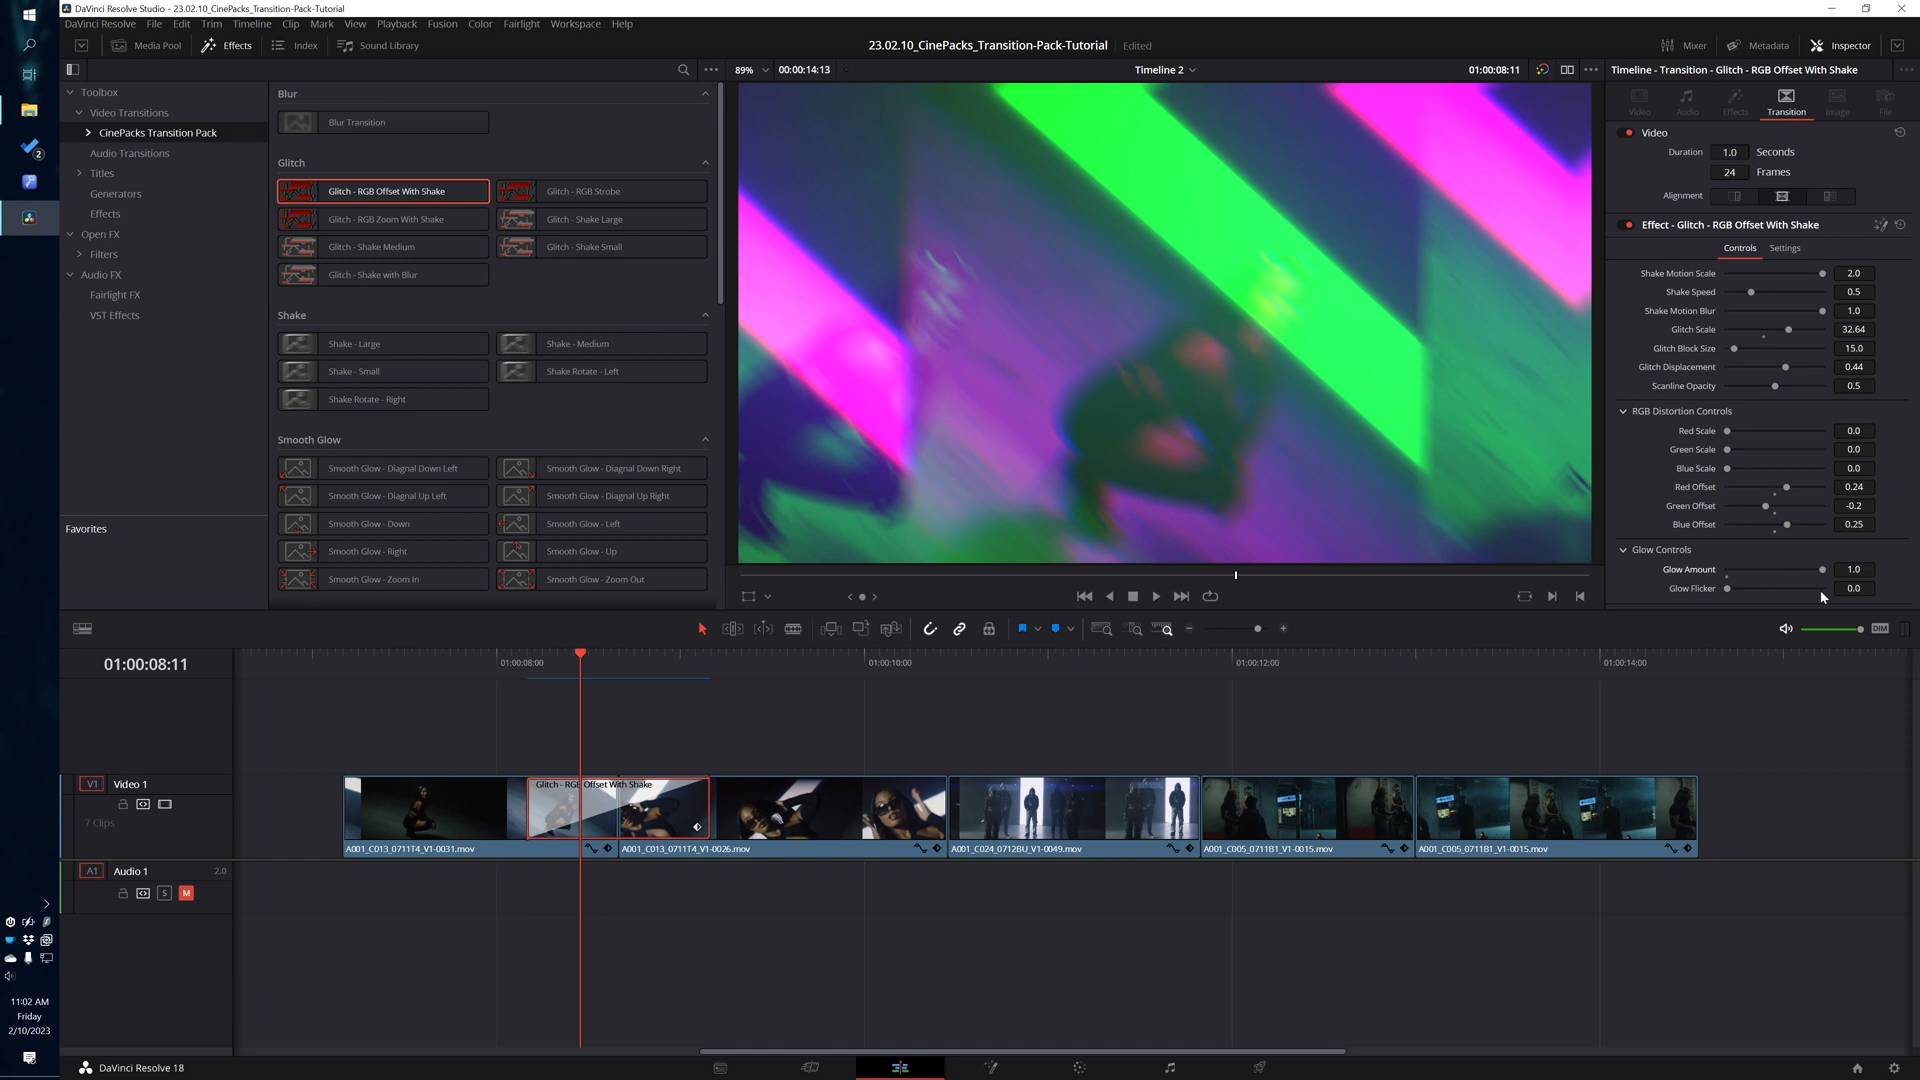 DaVinci Resolve Studio - 23.02.10_CinePacks_Transition-Pack-Tutorial
DaVinci Resolve File Edit Trim Timeline Clip Mark View Playback Fusion Color Fairlight Workspace Help
Media Pool Effects Index Sound Library 23.02.10_CinePacks_Transition-Pack-Tutorial Edited Mixer Metadata Inspector
89% 00:00:14:13 Timeline 2 01:00:08:11 Timeline - Transition - Glitch - RGB Offset With Shake
Toolbox
Video Transitions
CinePacks Transition Pack
Audio Transitions
Titles
Generators
Effects
Open FX
Filters
Audio FX
Fairlight FX
VST Effects
Favorites
Blur
Blur Transition
Glitch
Glitch - RGB Offset With Shake Glitch - RGB Strobe
Glitch - RGB Zoom With Shake Glitch - Shake Large
Glitch - Shake Medium Glitch - Shake Small
Glitch - Shake with Blur
Shake
Shake - Large Shake - Medium
Shake - Small Shake Rotate - Left
Shake Rotate - Right
Smooth Glow
Smooth Glow - Diagnal Down Left Smooth Glow - Diagnal Down Right
Smooth Glow - Diagnal Up Left Smooth Glow - Diagnal Up Right
Smooth Glow - Down Smooth Glow - Left
Smooth Glow - Right Smooth Glow - Up
Smooth Glow - Zoom In Smooth Glow - Zoom Out
Video Audio Effects Transition Image File
Video
Duration 1.0 Seconds
24 Frames
Alignment
Effect - Glitch - RGB Offset With Shake
Controls Settings
Shake Motion Scale 2.0
Shake Speed 0.5
Shake Motion Blur 1.0
Glitch Scale 32.64
Glitch Block Size 15.0
Glitch Displacement 0.44
Scanline Opacity 0.5
RGB Distortion Controls
Red Scale 0.0
Green Scale 0.0
Blue Scale 0.0
Red Offset 0.24
Green Offset -0.2
Blue Offset 0.25
Glow Controls
Glow Amount 1.0
Glow Flicker 0.0
DIM
01:00:08:11 01:00:08:00 01:00:10:00 01:00:12:00 01:00:14:00
V1 Video 1
7 Clips
Glitch - RGB Offset With Shake
A001_C013_0711T4_V1-0031.mov A001_C013_0711T4_V1-0026.mov A001_C024_0712BU_V1-0049.mov A001_C005_0711B1_V1-0015.mov A001_C005_0711B1_V1-0015.mov
A1 Audio 1 2.0
S M
2
11:02 AM
Friday
2/10/2023
DaVinci Resolve 18